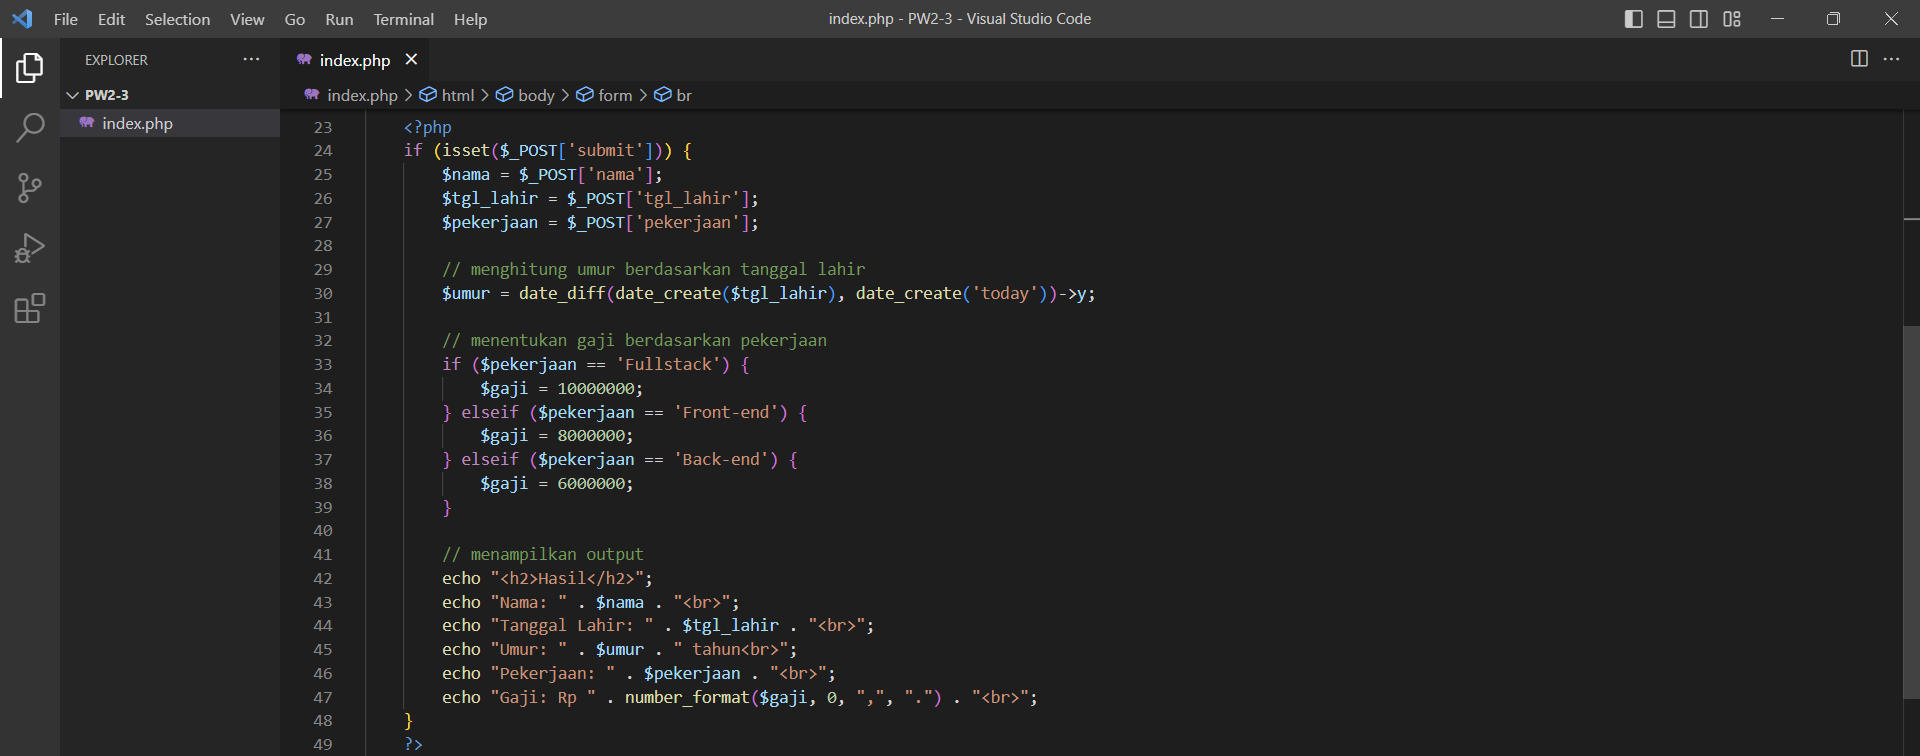 File Edit Selection View Go Run Terminal Help
index.php - PW2-3 - Visual Studio Code
EXPLORER ···
index.php ×
PW2-3
index.php
index.php > html > body > form > br
23 <?php
24 if (isset($_POST['submit'])) {
25 $nama = $_POST['nama'];
26 $tgl_lahir = $_POST['tgl_lahir'];
27 $pekerjaan = $_POST['pekerjaan'];
28
29 // menghitung umur berdasarkan tanggal lahir
30 $umur = date_diff(date_create($tgl_lahir), date_create('today'))->y;
31
32 // menentukan gaji berdasarkan pekerjaan
33 if ($pekerjaan == 'Fullstack') {
34 $gaji = 10000000;
35 } elseif ($pekerjaan == 'Front-end') {
36 $gaji = 8000000;
37 } elseif ($pekerjaan == 'Back-end') {
38 $gaji = 6000000;
39 }
40
41 // menampilkan output
42 echo "<h2>Hasil</h2>";
43 echo "Nama: " . $nama . "<br>";
44 echo "Tanggal Lahir: " . $tgl_lahir . "<br>";
45 echo "Umur: " . $umur . " tahun<br>";
46 echo "Pekerjaan: " . $pekerjaan . "<br>";
47 echo "Gaji: Rp " . number_format($gaji, 0, ",", ".") . "<br>";
48 }
49 ?>